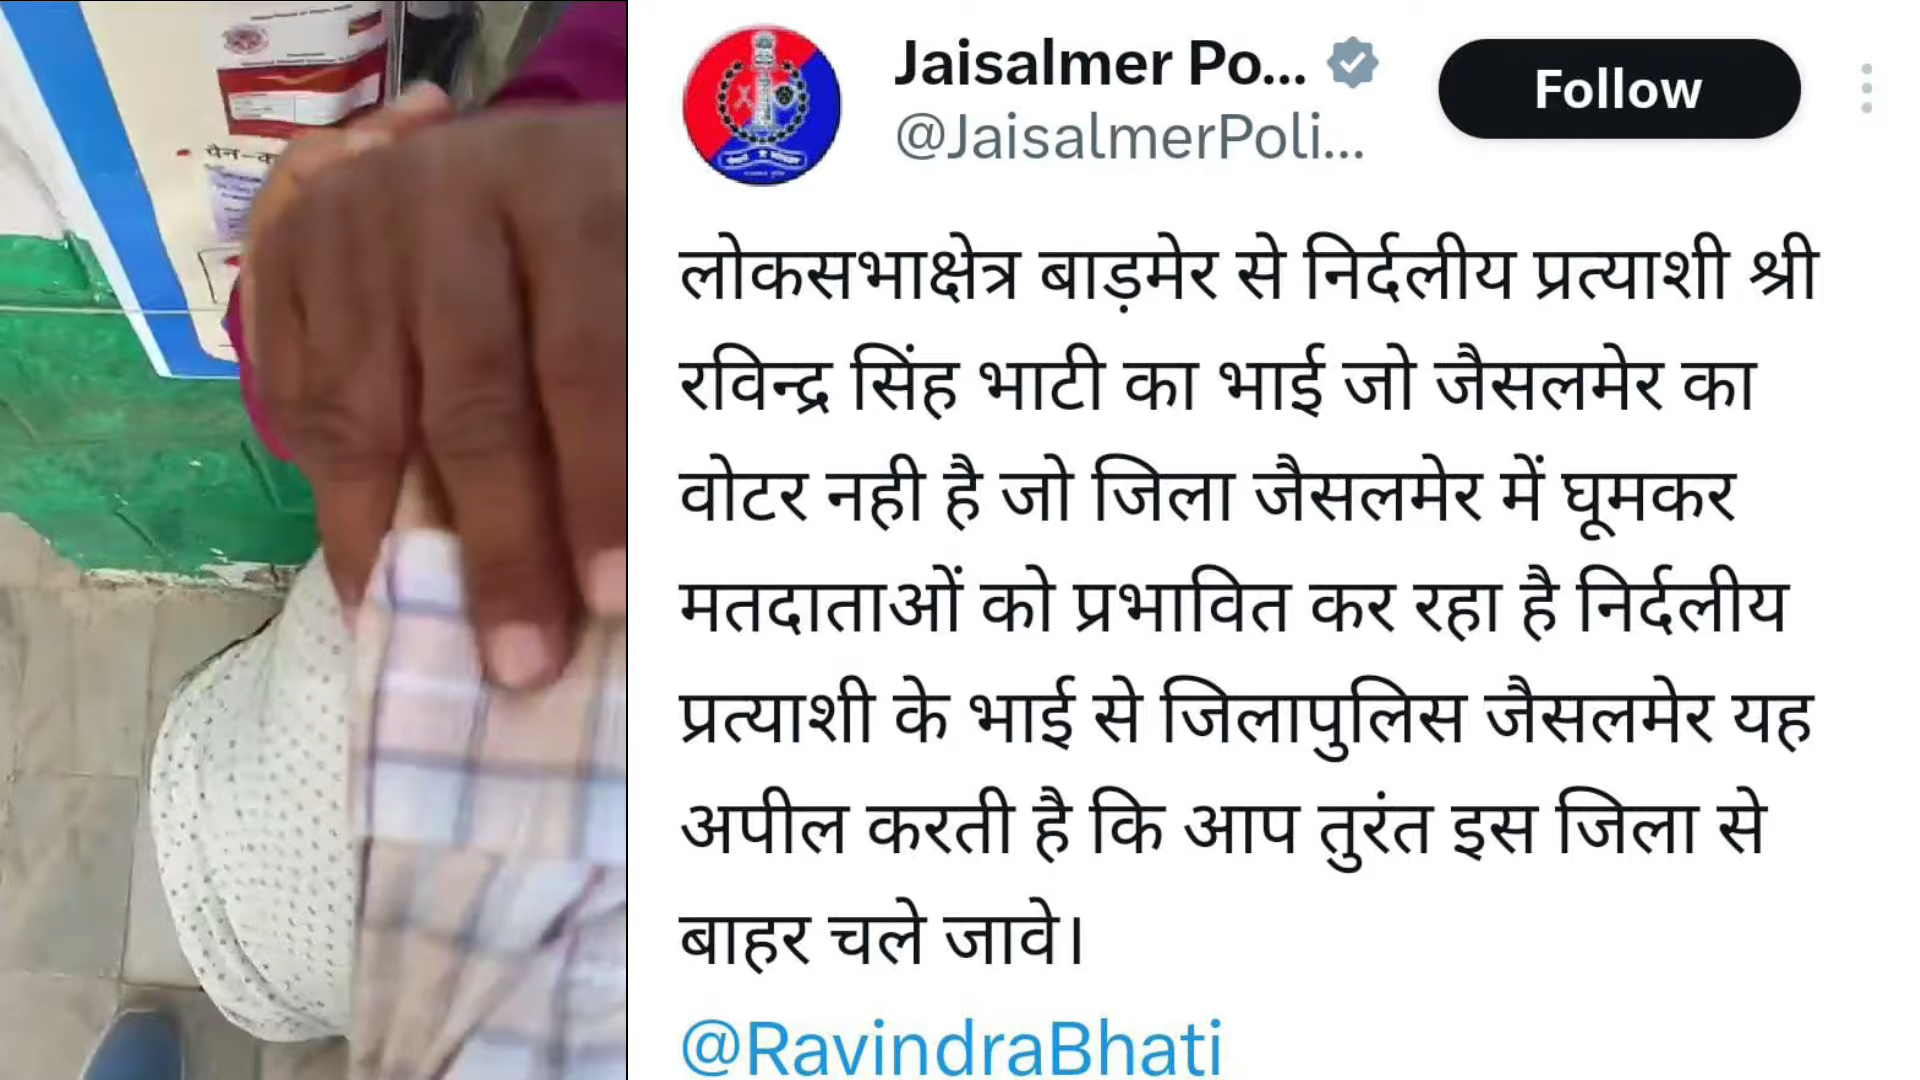 पेन-क
Jaisalmer Po...
@JaisalmerPoli...
Follow
लोकसभाक्षेत्र बाड़मेर से निर्दलीय प्रत्याशी श्री
रविन्द्र सिंह भाटी का भाई जो जैसलमेर का
वोटर नही है जो जिला जैसलमेर में घूमकर
मतदाताओं को प्रभावित कर रहा है निर्दलीय
प्रत्याशी के भाई से जिलापुलिस जैसलमेर यह
अपील करती है कि आप तुरंत इस जिला से
बाहर चले जावे।
@RavindraBhati